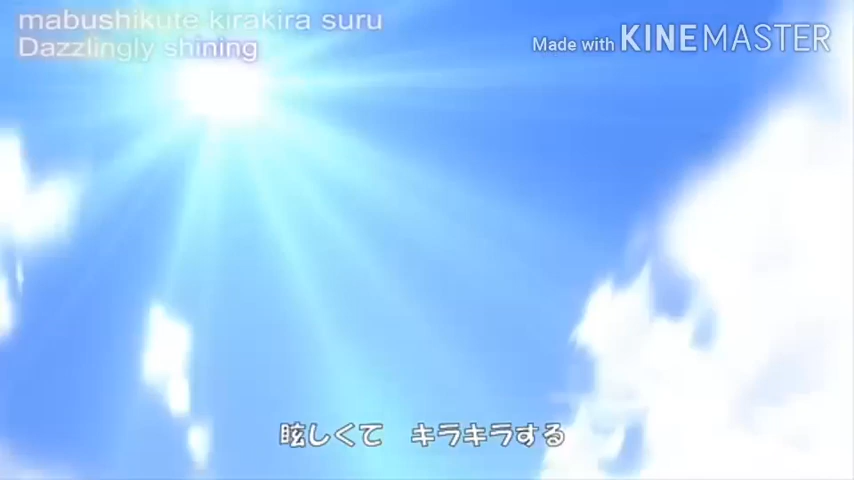 mabushikute kirakira suru
Dazzlingly shining
Made with KINEMASTER
眩しくて キラキラする